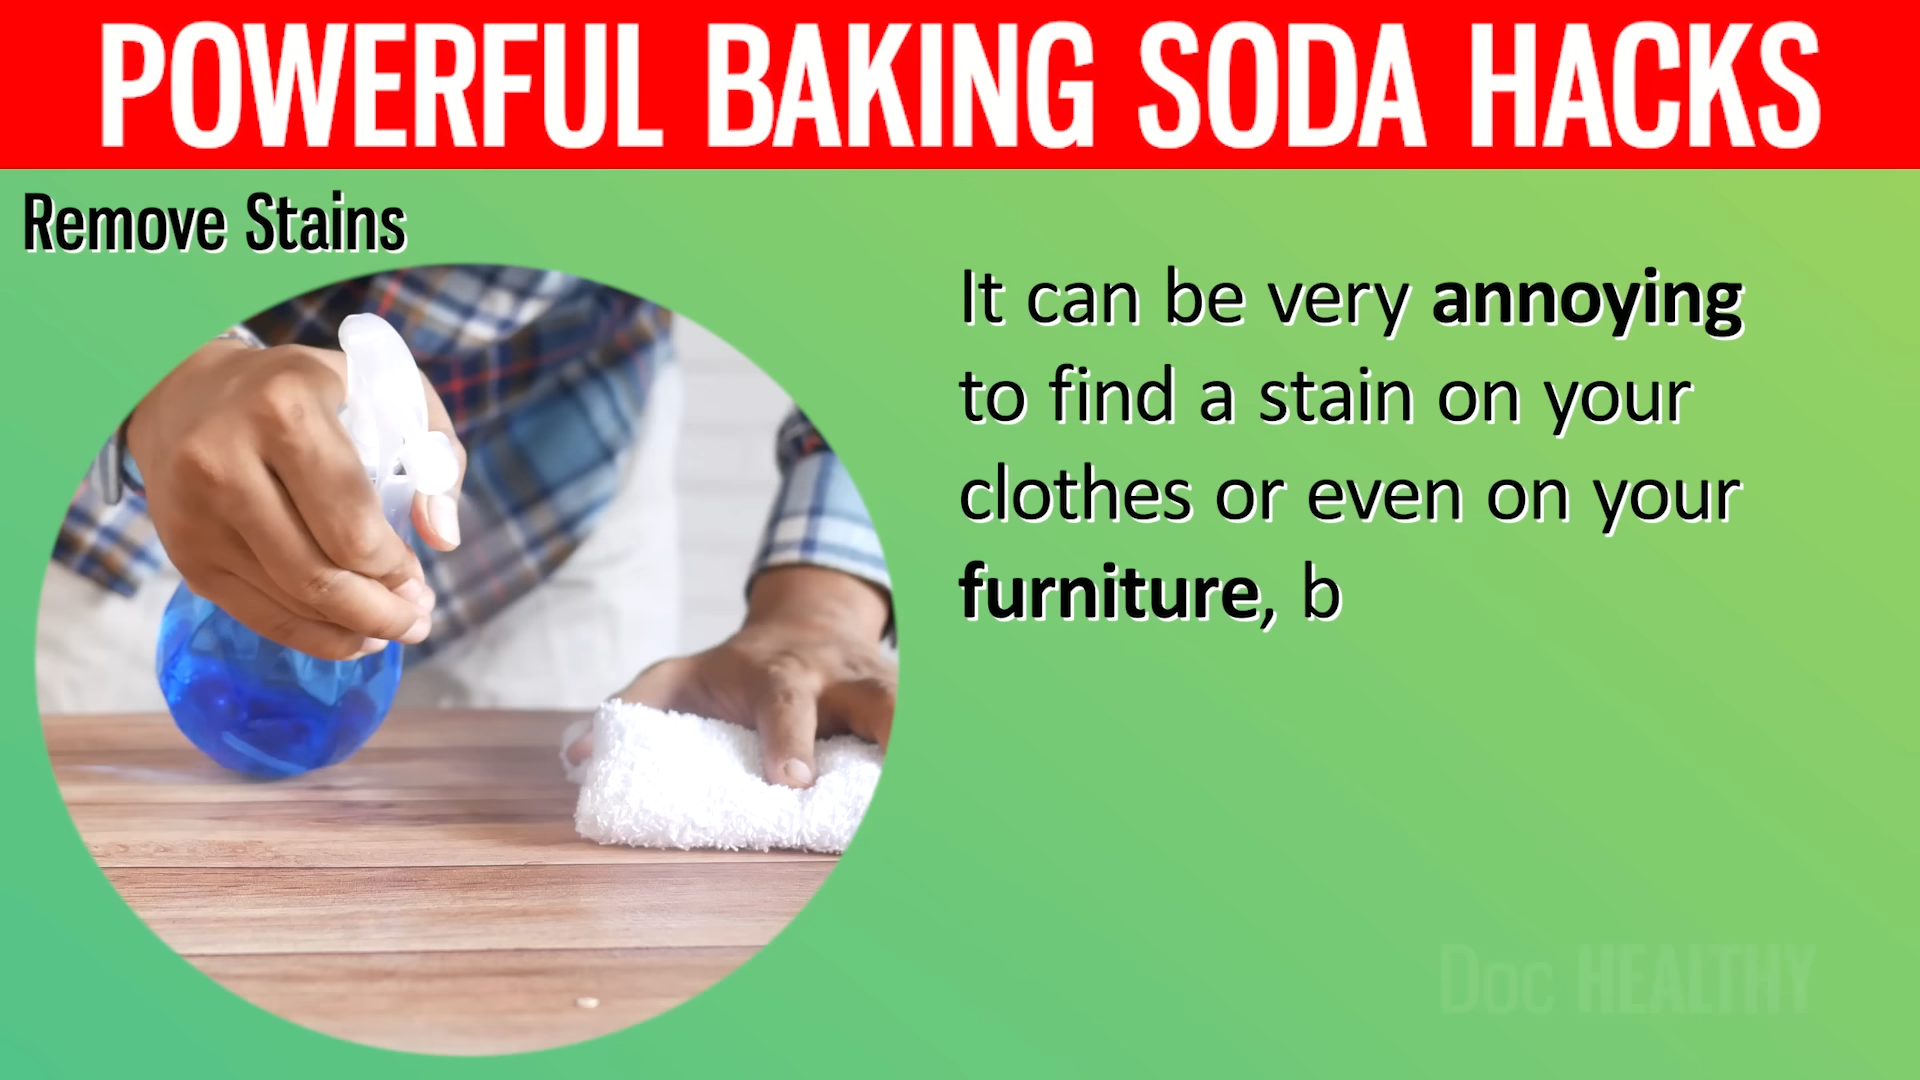 POWERFUL BAKING SODA HACKS
Remove Stains
It can be very annoying
to find a stain on your
clothes or even on your
furniture, b
Doc HEALTHY